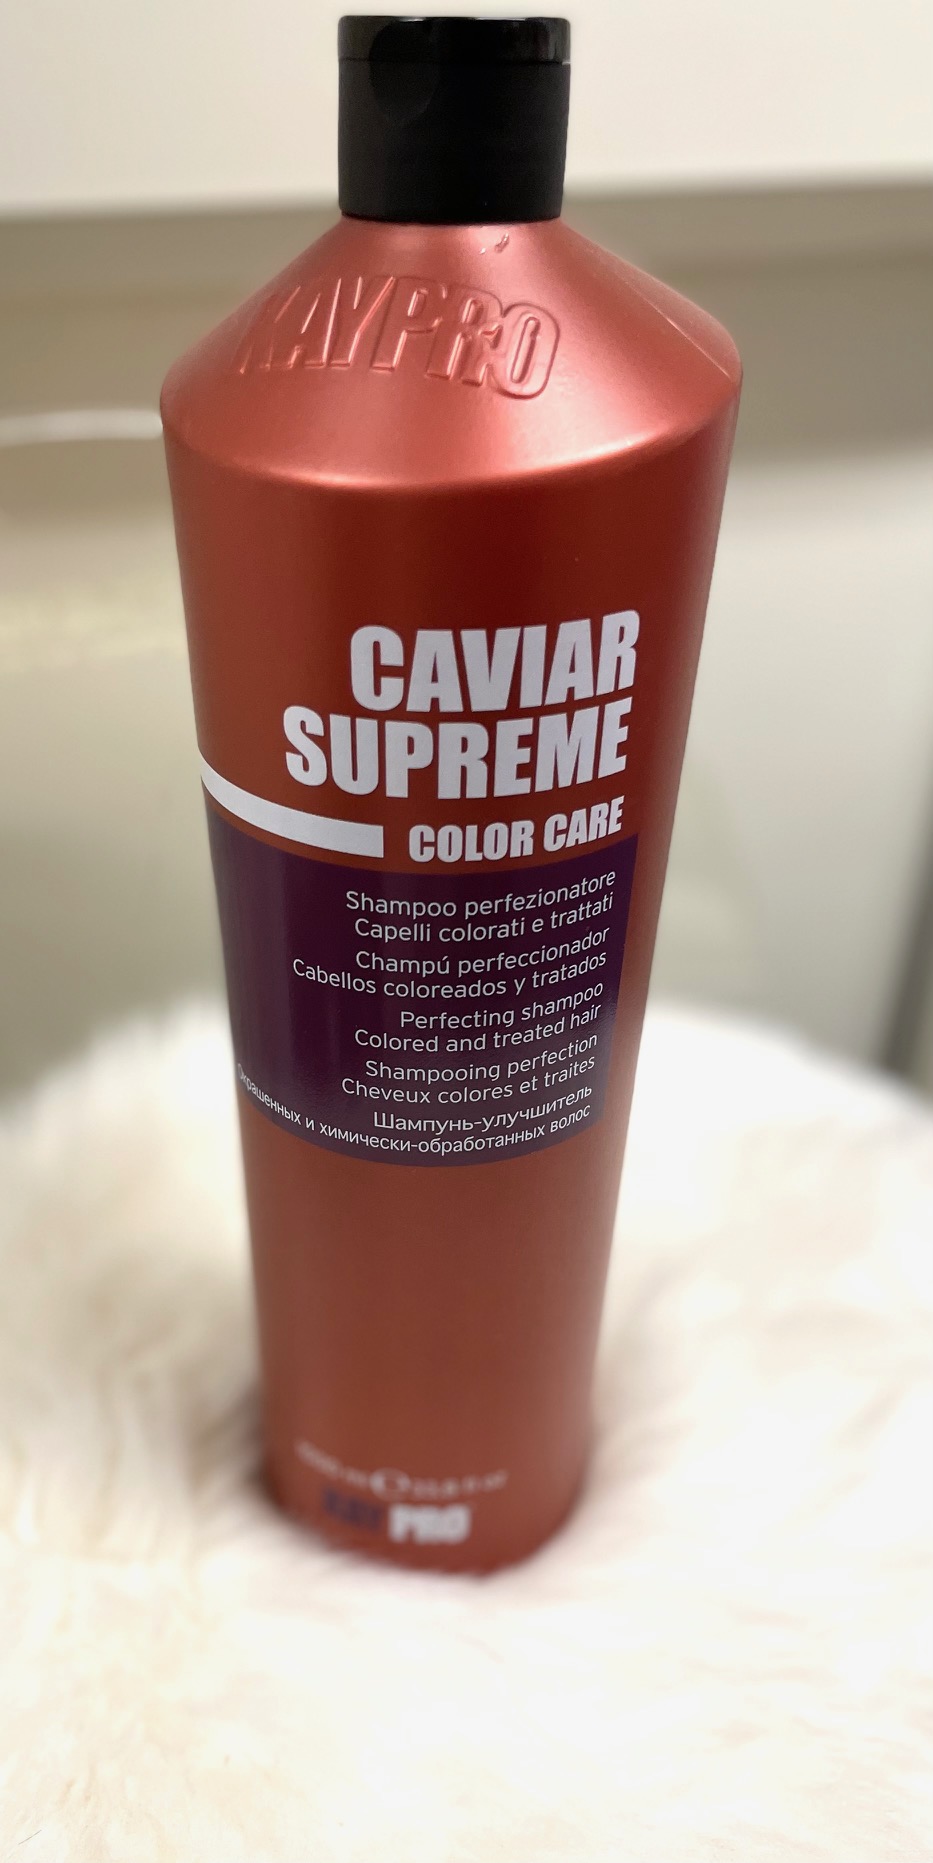 KAYPRO
CAVIAR
SUPREME
COLOR CARE
Shampoo perfezionatore
Capelli colorati e trattati
Champú perfeccionador
Cabellos coloreados y tratados
Perfecting shampoo
Colored and treated hair
Shampooing perfection
Cheveux colores et traites
Шампунь-улучшитель
Окрашенных и химически-обработанных волос
KAYPRO